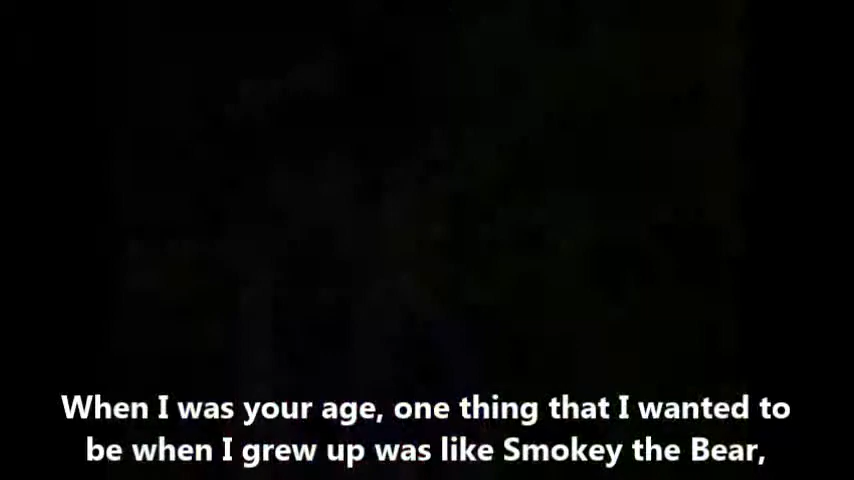 When I was your age, one thing that I wanted to
be when I grew up was like Smokey the Bear,